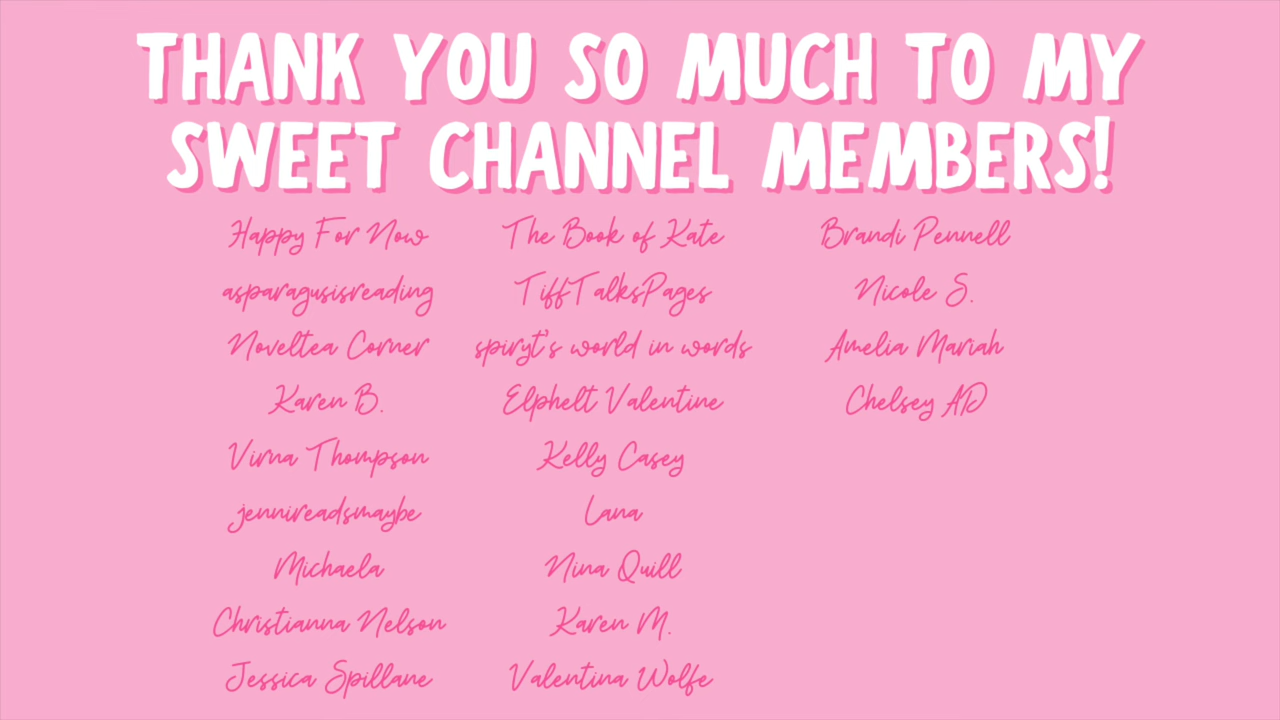 THANK YOU SO MUCH TO MY
SWEET CHANNEL MEMBERS!
Happy For Now
asparagusisreading
Noveltea Corner
Karen B.
Virna Thompson
jennireadsmaybe
Michaela
Christianna Nelson
Jessica Spillane
The Book of Kate
TiffTalksPages
spiryt's world in words
Elphelt Valentine
Kelly Casey
Lana
Nina Quill
Karen M.
Valentina Wolfe
Brandi Pennell
Nicole S.
Amelia Mariah
Chelsey AD